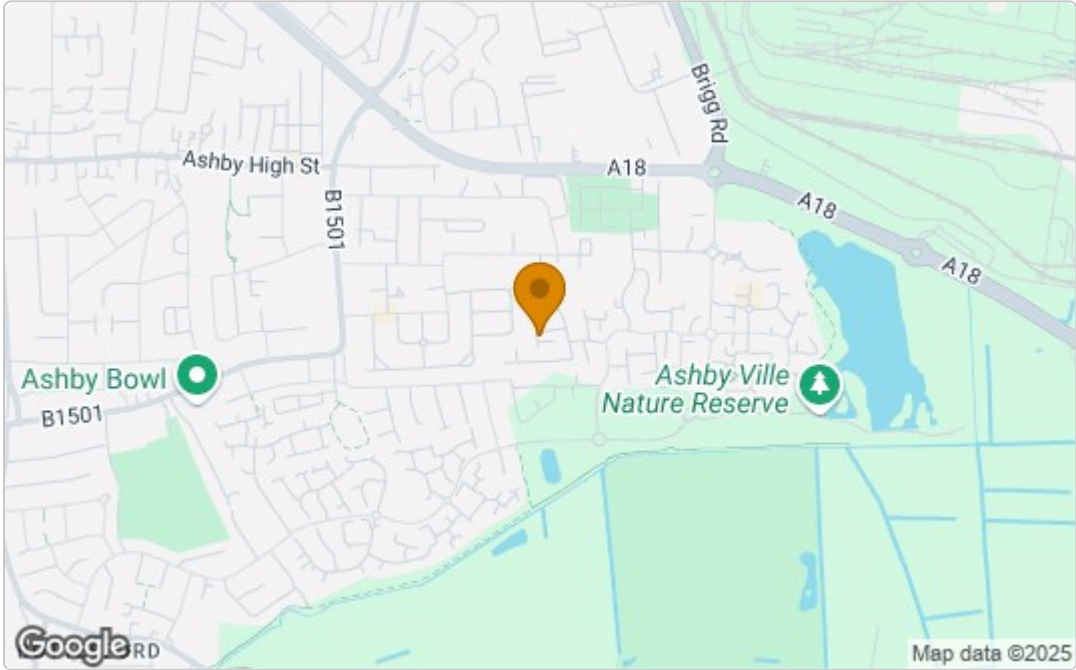 Brigg Rd
Ashby High St
A18
A18
B1501
A18
Ashby Bowl
Ashby Ville
Nature Reserve
B1501
Google
RD
Map data ©2025